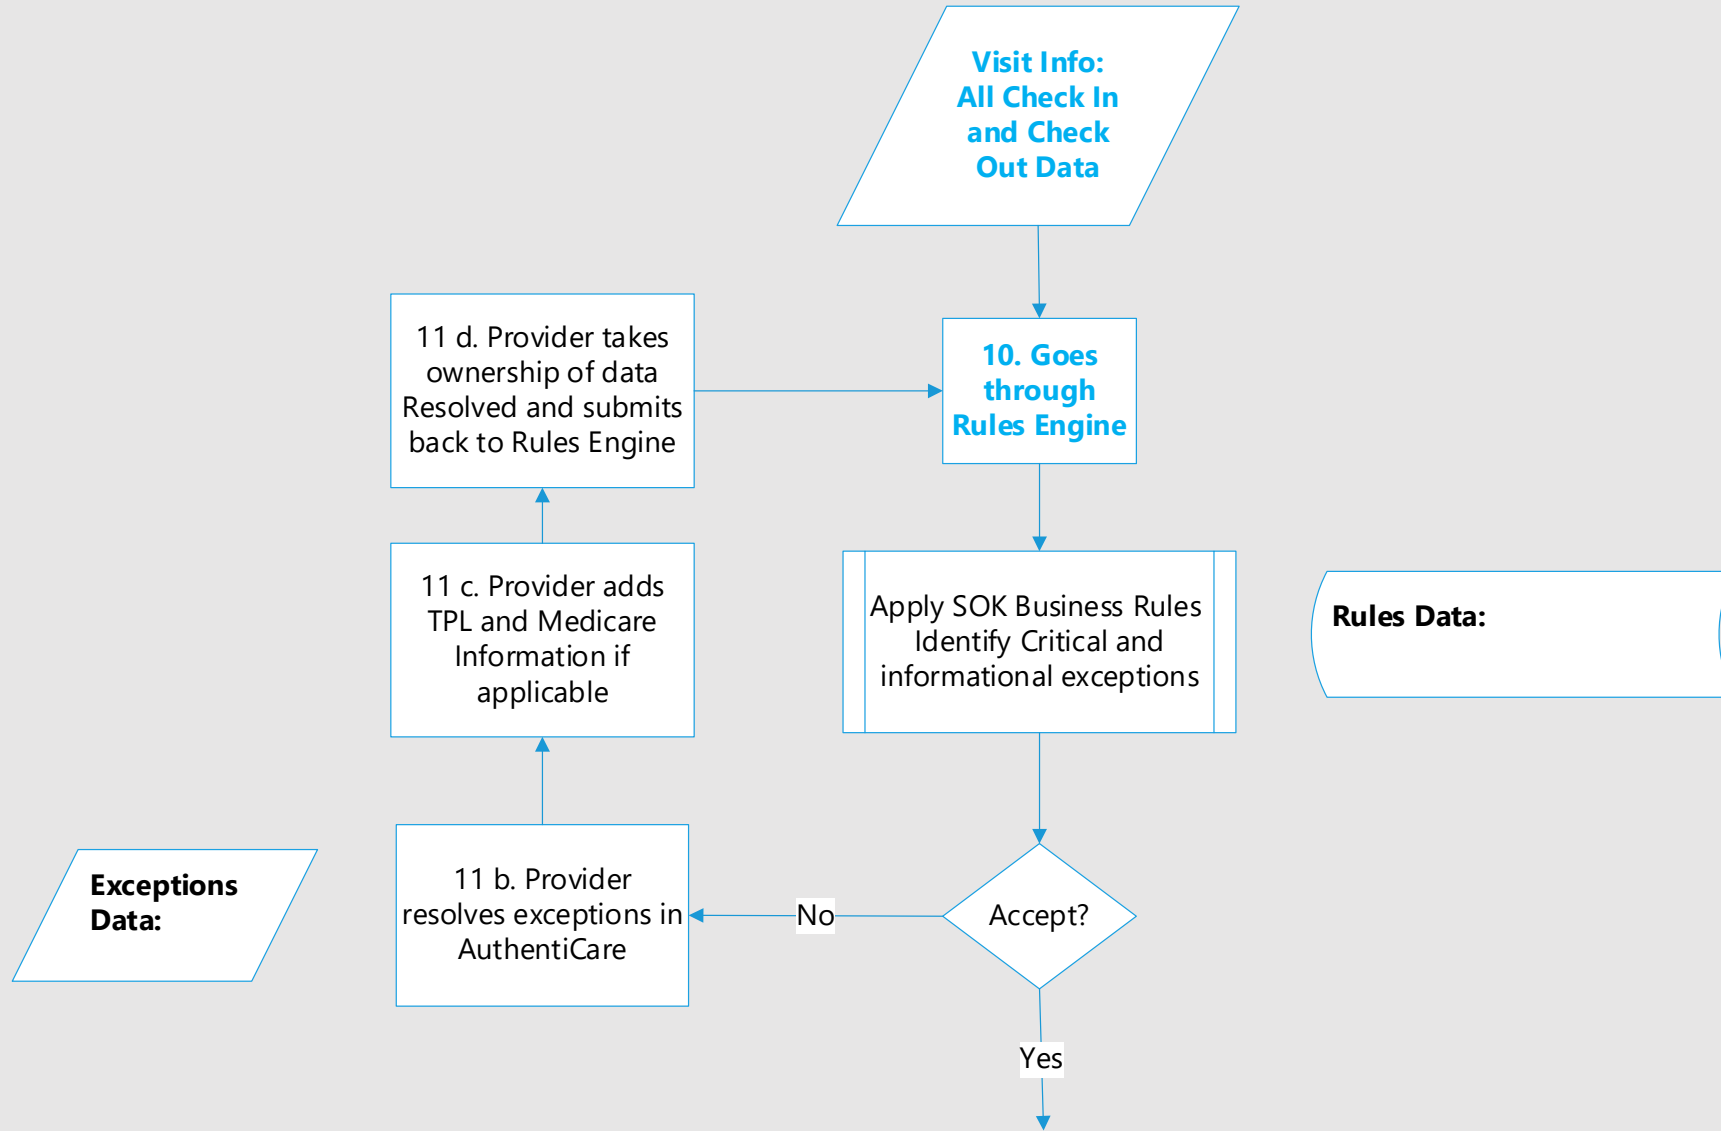 Visit Info:
All Check In
and Check
Out Data
11 d. Provider takes
ownership of data
Resolved and submits
back to Rules Engine
10. Goes
through
Rules Engine
11 c. Provider adds
TPL and Medicare
Information if
applicable
Apply SOK Business Rules
Identify Critical and
informational exceptions
Rules Data:
Exceptions
Data:
11 b. Provider
resolves exceptions in
AuthentiCare
No
Accept?
Yes